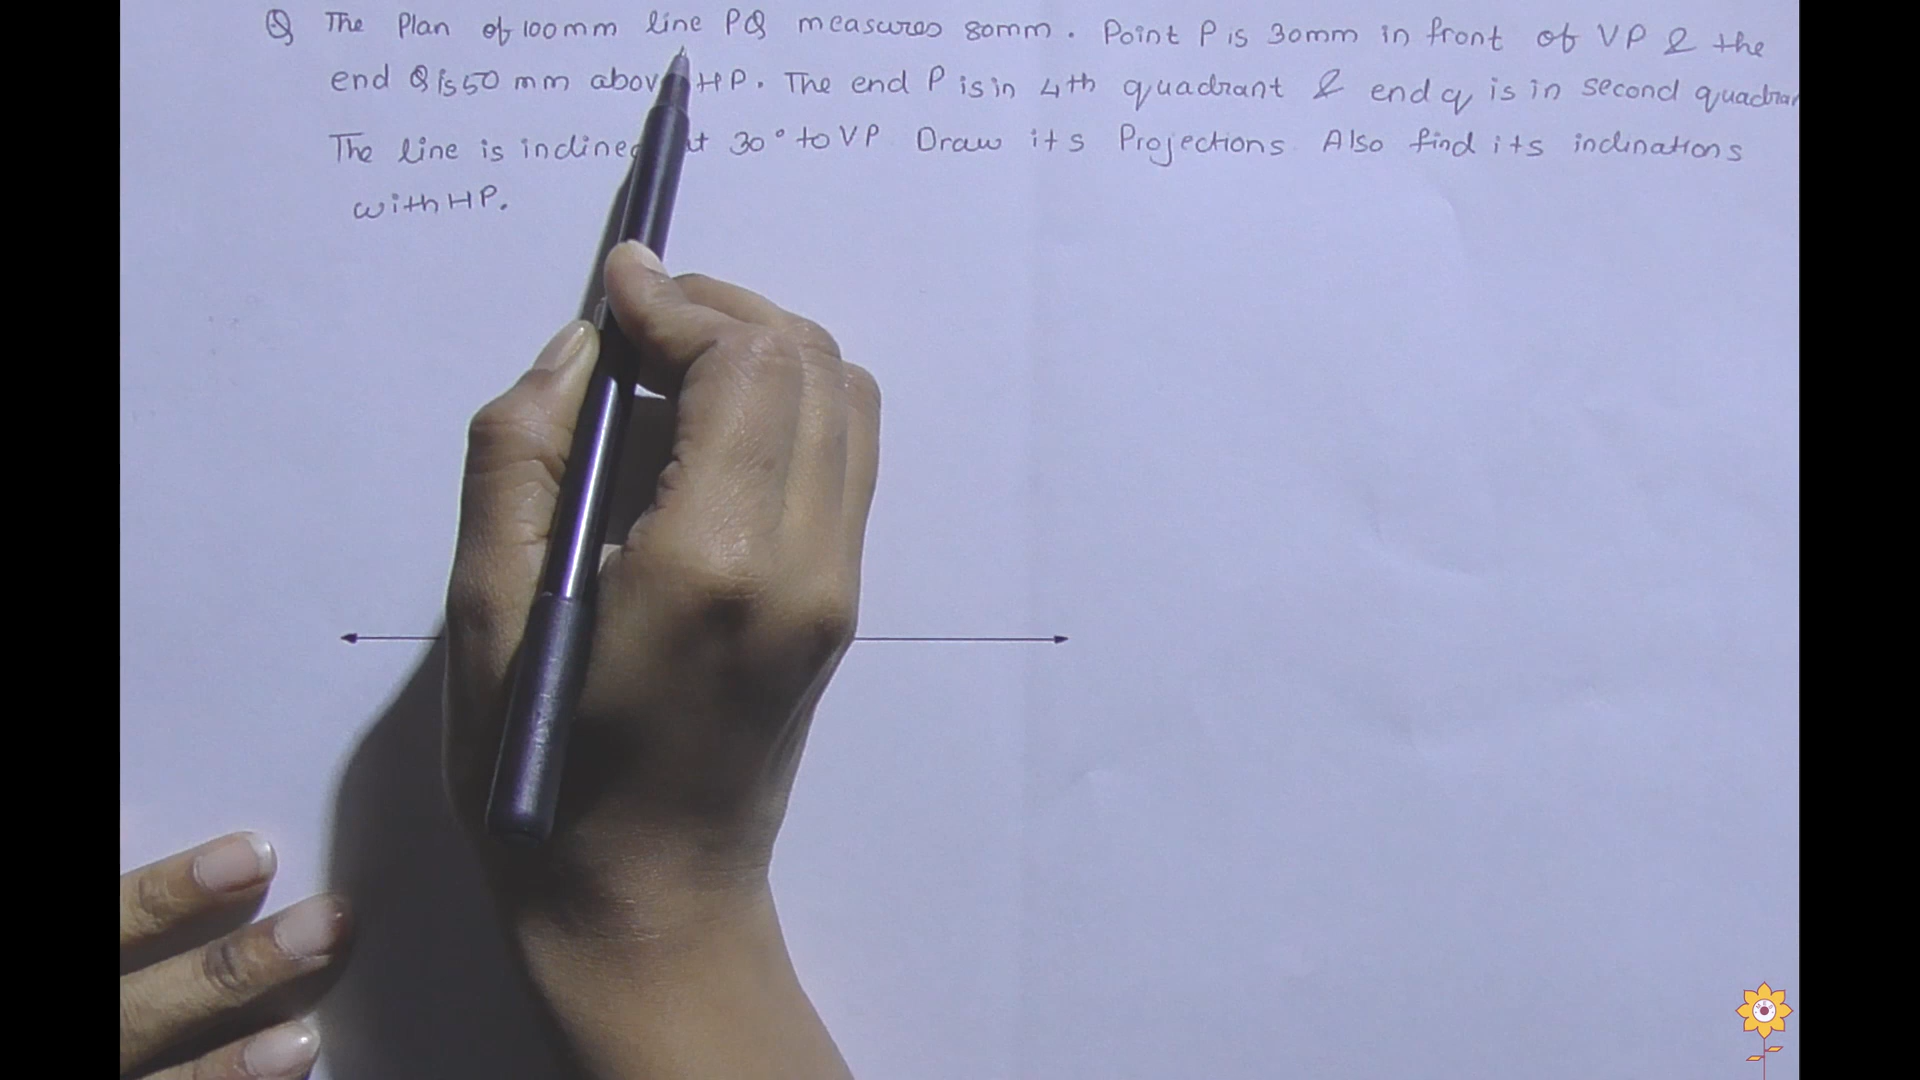 Q The Plan of 100mm line PQ measures 80mm. Point P is 30mm in front of VP & the
end Q is 50 mm above HP. The end P is in 4th quadrant & end q is in second
The line is inclined at 30° to VP Draw its Projections Also find its inclinations
with HP.